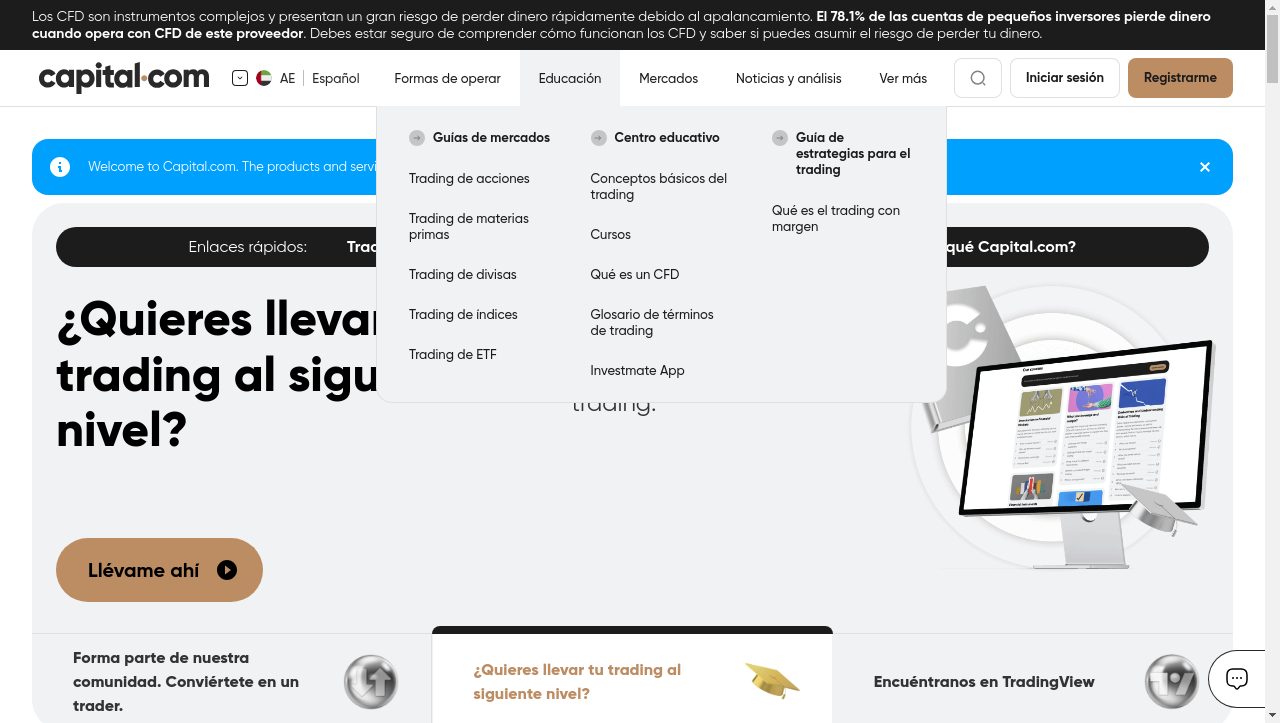 Los CFD son instrumentos complejos y presentan un gran riesgo de perder dinero rápidamente debido al apalancamiento. El 78.1% de las cuentas de pequeños inversores pierde dinero
cuando opera con CFD de este proveedor. Debes estar seguro de comprender cómo funcionan los CFD y saber si puedes asumir el riesgo de perder tu dinero.
capital.com
AE Español
Formas de operar
Educación
Mercados
Noticias y análisis
Ver más
Iniciar sesión
Registrarme
Guías de mercados
Trading de acciones
Trading de materias
primas
Trading de divisas
Trading de índices
Trading de ETF
Centro educativo
Conceptos básicos del
trading
Cursos
Qué es un CFD
Glosario de términos
de trading
Investmate App
Guía de
estrategias para el
trading
Qué es el trading con
margen
Welcome to Capital.com. The products and servi
Enlaces rápidos:
qué Capital.com?
¿Quieres llevar
trading al sigu
nivel?
trading.
Llévame ahí
Forma parte de nuestra
comunidad. Conviértete en un
trader.
¿Quieres llevar tu trading al
siguiente nivel?
Encuéntranos en TradingView